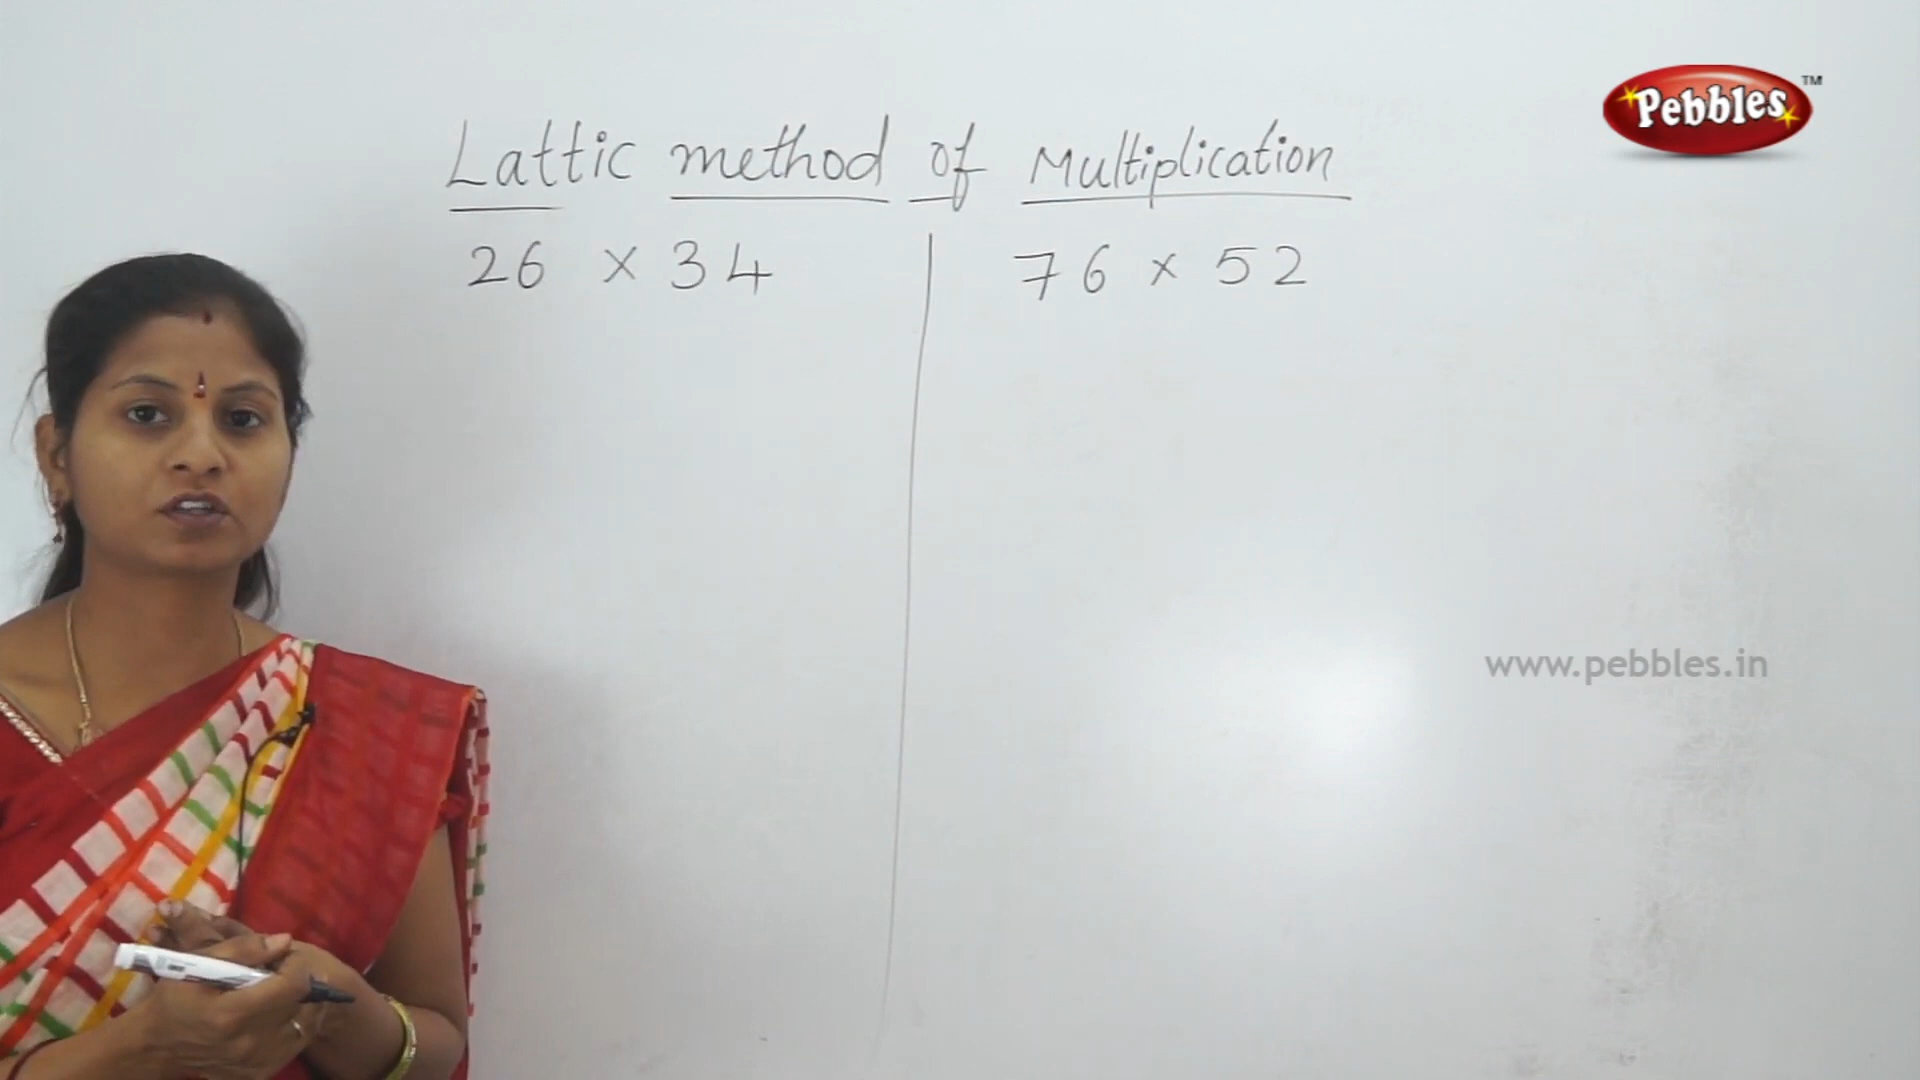 Pebbles™
Lattic method of Multiplication
26 × 34
76 × 52
www.pebbles.in